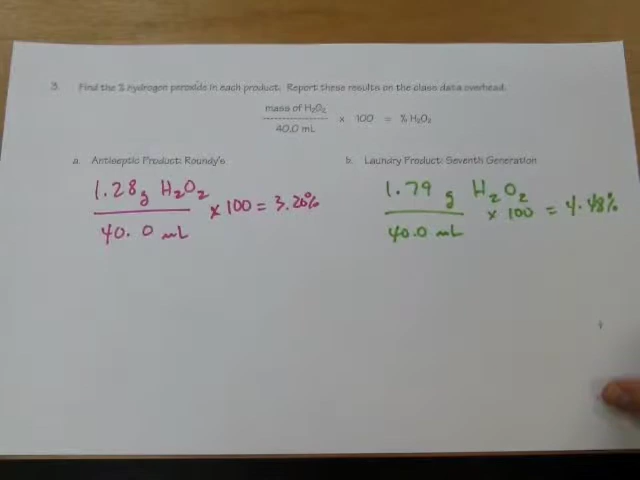 3. Find the % hydrogen peroxide in each product. Report these results on the class data overhead.
mass of H₂O₂
40.0 mL
x 100 = % H₂O₂
a. Antiseptic Product: Roundy's
1.28g H₂O₂
40.0 mL
x 100 = 3.20%
b. Laundry Product: Seventh Generation
1.79 g H₂O₂
40.0 mL
x 100 = 4.48%